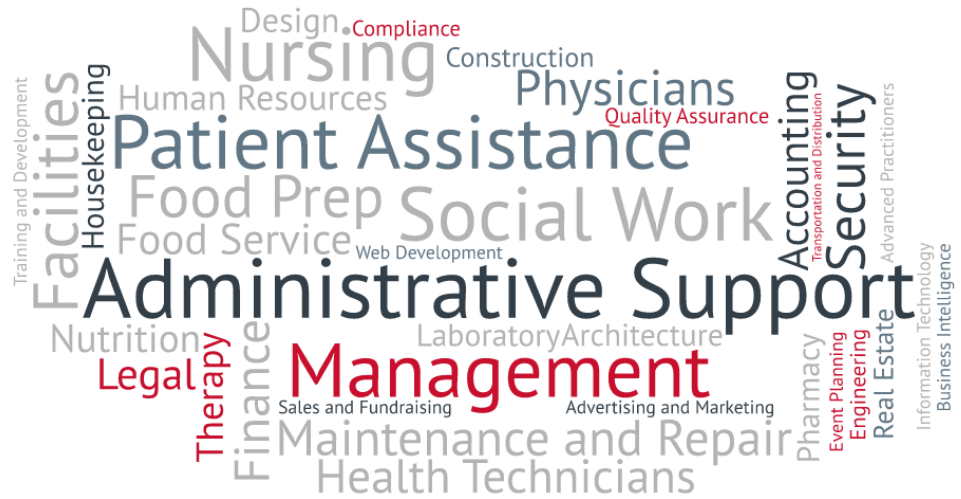 Design
Compliance
Nursing
Construction
Physicians
Human Resources
Quality Assurance
Patient Assistance
Training and Development
Facilities
Housekeeping
Food Prep
Social Work
Food Service
Web Development
Accounting
Transportation and Distribution
Security
Advanced Practitioners
Administrative Support
Information Technology
Business Intelligence
Nutrition
Laboratory
Architecture
Legal
Therapy
Finance
Management
Sales and Fundraising
Advertising and Marketing
Pharmacy
Event Planning
Engineering
Real Estate
Maintenance and Repair
Health Technicians